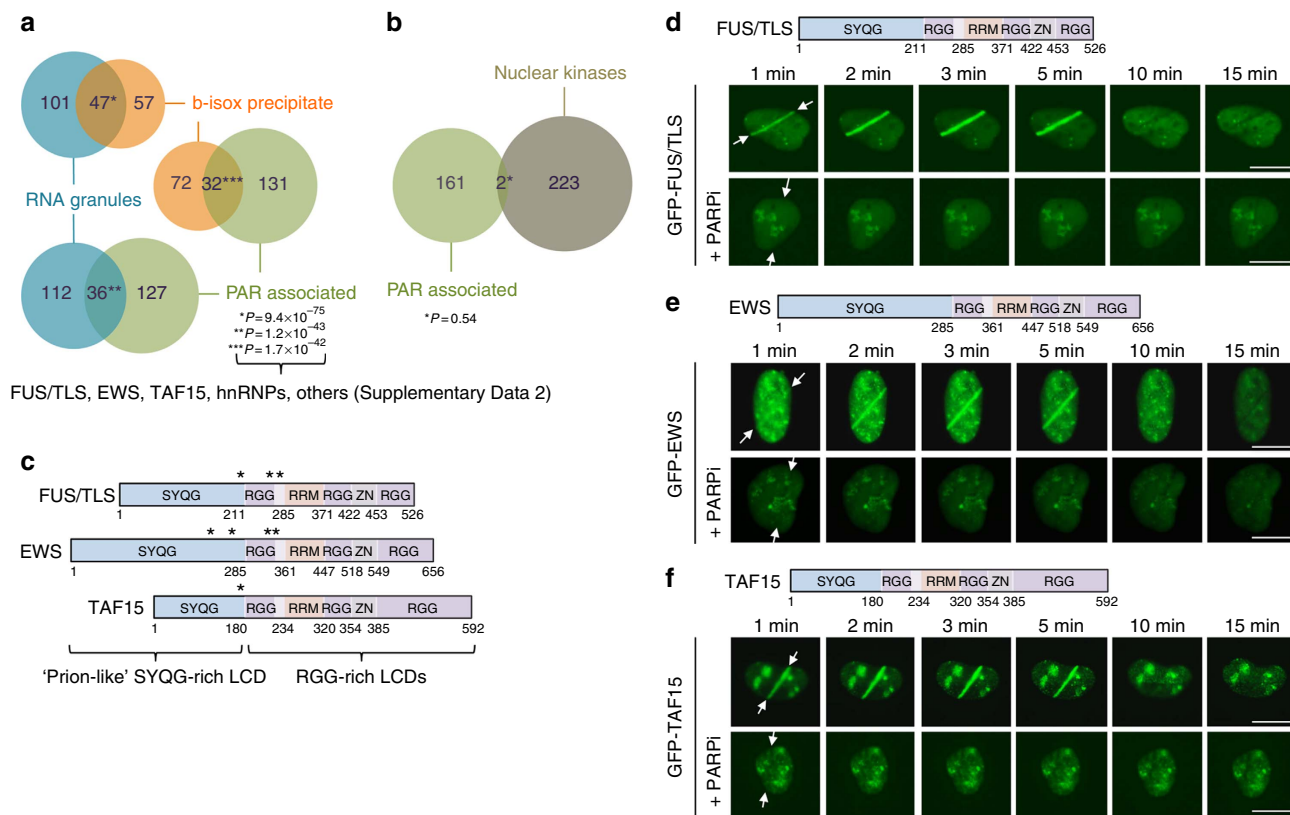 a
101 47* 57
b-isox precipitate
72 32*** 131
RNA granules
112 36** 127
PAR associated
*P = 9.4×10⁻⁷⁵
**P = 1.2×10⁻⁴³
***P = 1.7×10⁻⁴²
FUS/TLS, EWS, TAF15, hnRNPs, others (Supplementary Data 2)
b
Nuclear kinases
161 2* 223
PAR associated
*P = 0.54
c
* **
FUS/TLS SYQG RGG RRM RGG ZN RGG
1 211 285 371 422 453 526
* * **
EWS SYQG RGG RRM RGG ZN RGG
1 285 361 447 518 549 656
*
TAF15 SYQG RGG RRM RGG ZN RGG
1 180 234 320 354 385 592
'Prion-like' SYQG-rich LCD RGG-rich LCDs
d
FUS/TLS SYQG RGG RRM RGG ZN RGG
1 211 285 371 422 453 526
1 min 2 min 3 min 5 min 10 min 15 min
GFP-FUS/TLS
+ PARPi
e
EWS SYQG RGG RRM RGG ZN RGG
1 285 361 447 518 549 656
1 min 2 min 3 min 5 min 10 min 15 min
GFP-EWS
+ PARPi
f
TAF15 SYQG RGG RRM RGG ZN RGG
1 180 234 320 354 385 592
1 min 2 min 3 min 5 min 10 min 15 min
GFP-TAF15
+ PARPi